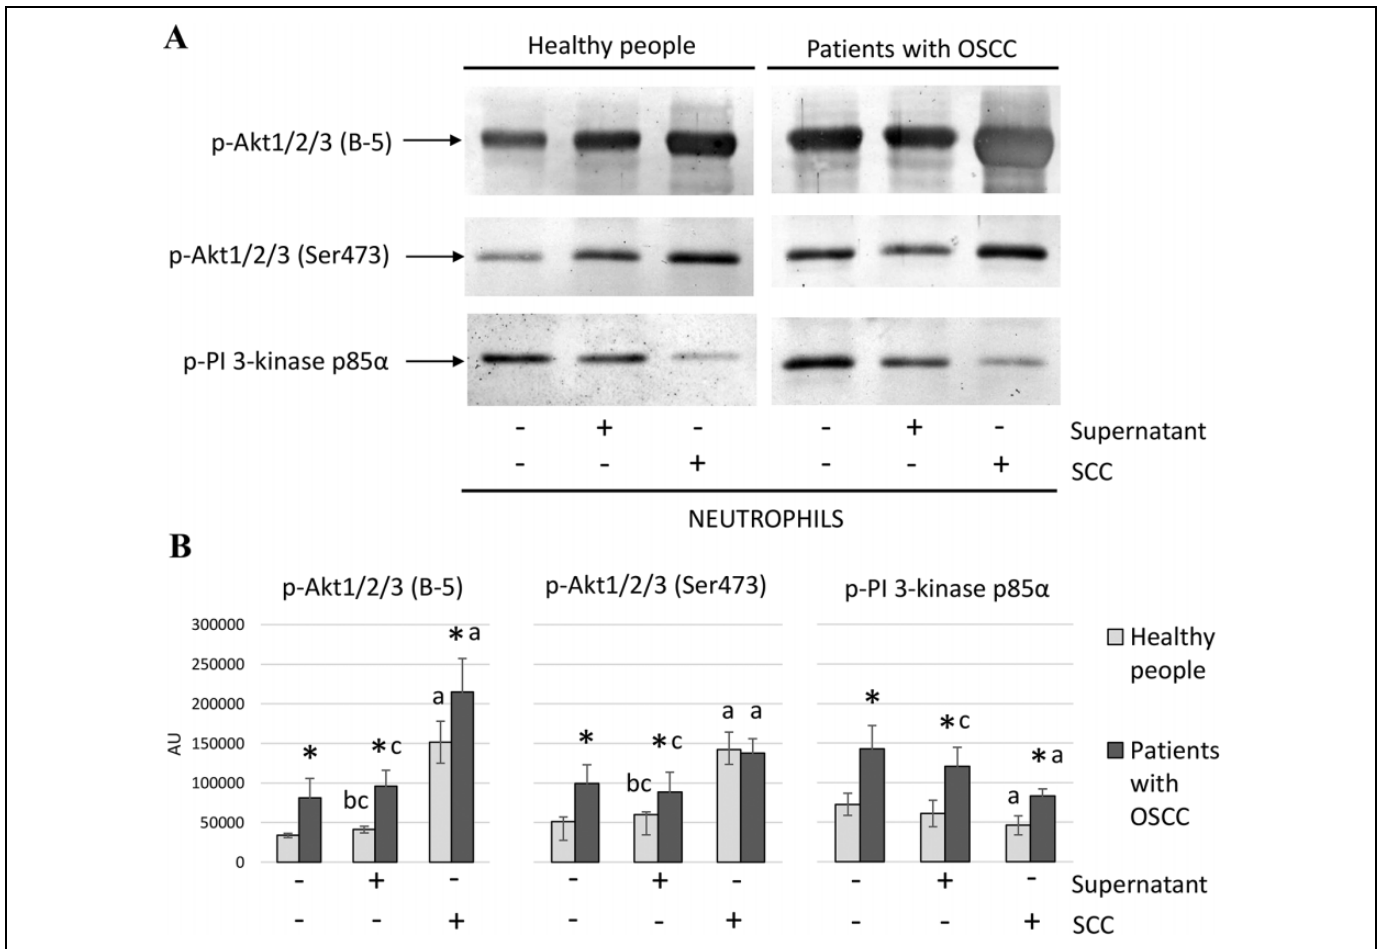 A
Healthy people
Patients with OSCC
p-Akt1/2/3 (B-5)
p-Akt1/2/3 (Ser473)
p-PI 3-kinase p85α
- + - - + - Supernatant
- - + - - + SCC
NEUTROPHILS
B
p-Akt1/2/3 (B-5)
p-Akt1/2/3 (Ser473)
p-PI 3-kinase p85α
300000
250000
200000
150000
100000
50000
0
AU
*
bc
* c
a
* a
*
bc
* c
a
a
*
* c
a
* a
Healthy
people
Patients
with
OSCC
- + - - + - - + - Supernatant
- - + - - + - - + SCC